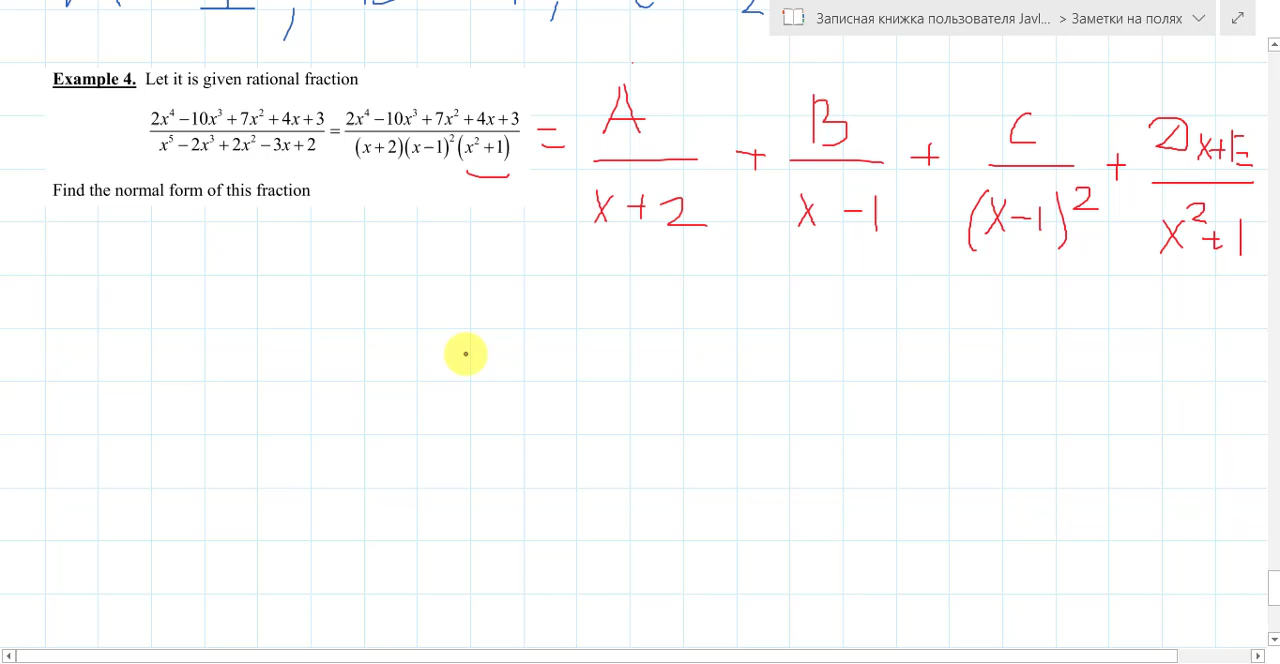 Записная книжка пользователя Javl... > Заметки на полях
Example 4. Let it is given rational fraction
2x⁴ − 10x³ + 7x² + 4x + 3 / x⁵ − 2x³ + 2x² − 3x + 2 = 2x⁴ − 10x³ + 7x² + 4x + 3 / (x + 2)(x − 1)²(x² + 1) = A / x + 2 + B / x − 1 + C / (x − 1)² + Dx + E / x² + 1
Find the normal form of this fraction